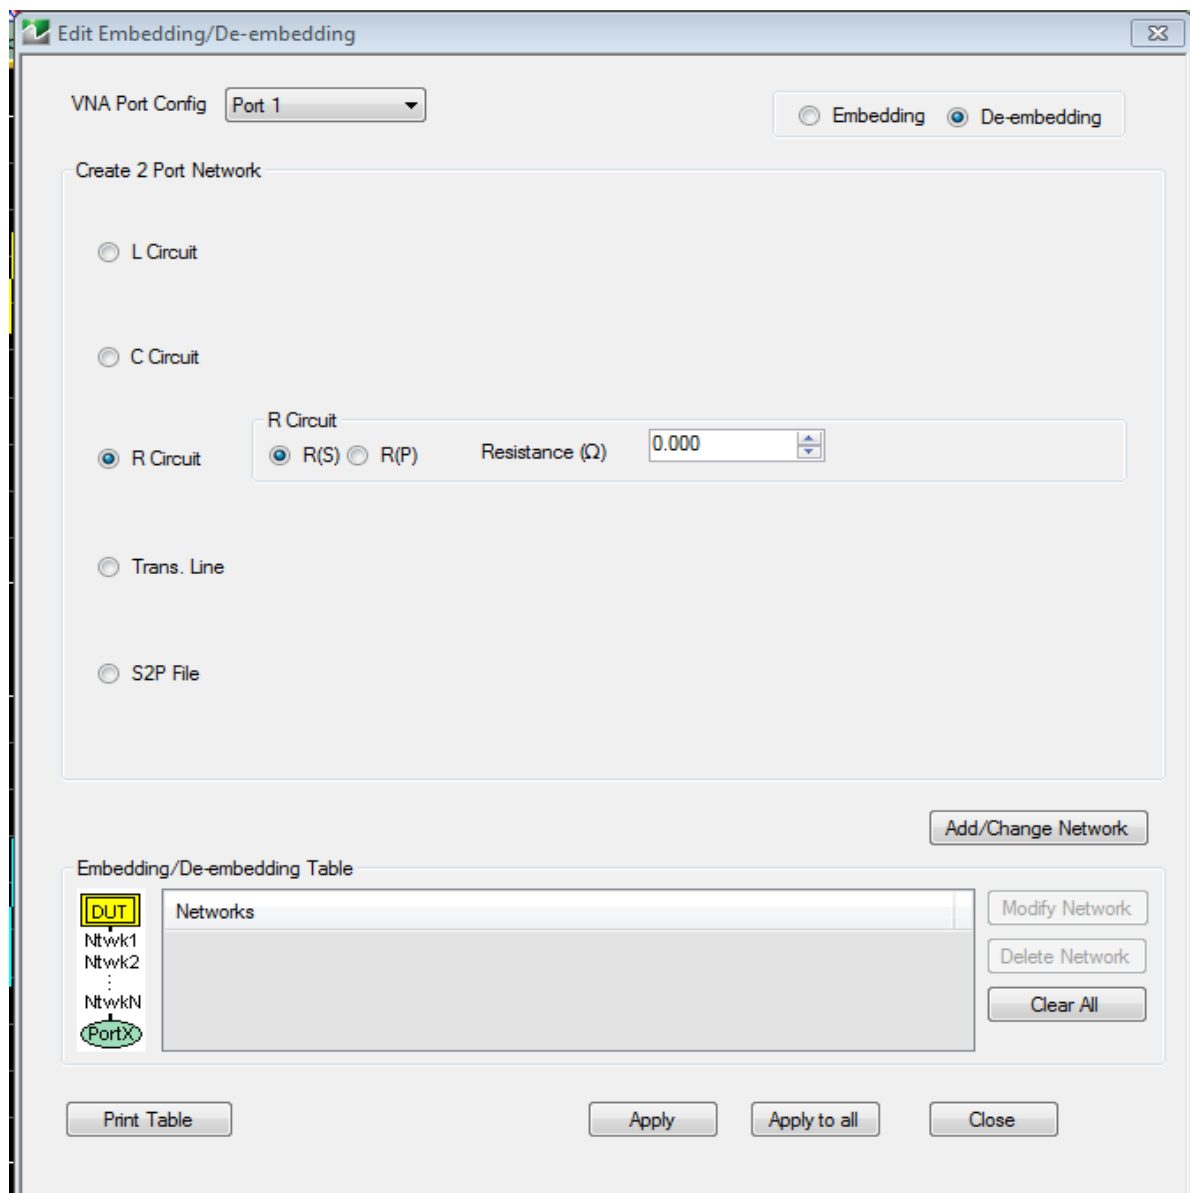 Edit Embedding/De-embedding
VNA Port Config Port 1
Embedding De-embedding
Create 2 Port Network
L Circuit
C Circuit
R Circuit
R Circuit R(S) R(P) Resistance (Ω) 0.000
Trans. Line
S2P File
Add/Change Network
Embedding/De-embedding Table
DUT
Ntwk1
Ntwk2
⋮
NtwkN
PortX
Networks
Modify Network
Delete Network
Clear All
Print Table Apply Apply to all Close